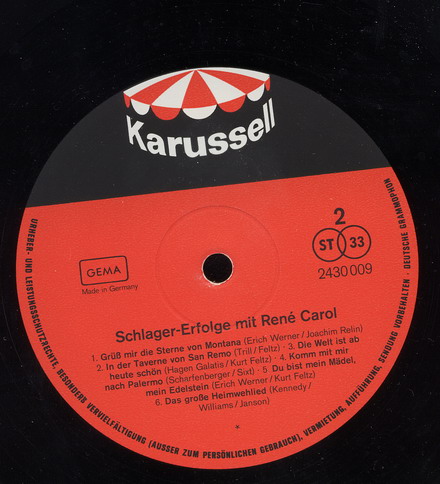 Karussell
2
ST 33
2430 009
GEMA
Made in Germany
Schlager-Erfolge mit René Carol
1. Grüß mir die Sterne von Montana (Erich Werner/Joachim Relin)
2. In der Taverne von San Remo (Trill/Feltz) · 3. Die Welt ist ab
heute schön (Hagen Galatis/Kurt Feltz) · 4. Komm mit mir
nach Palermo (Scharfenberger/Sixt) · 5 Du bist mein Mädel,
mein Edelstein (Erich Werner/Kurt Feltz)
6. Das große Heimwehlied (Kennedy/
Williams/Janson)
*
URHEBER- UND LEISTUNGSSCHUTZRECHTE, BESONDERS VERVIELFÄLTIGUNG (AUSSER ZUM PERSÖNLICHEN GEBRAUCH), VERMIETUNG, AUFFÜHRUNG, SENDUNG VORBEHALTEN · DEUTSCHE GRAMMOPHON